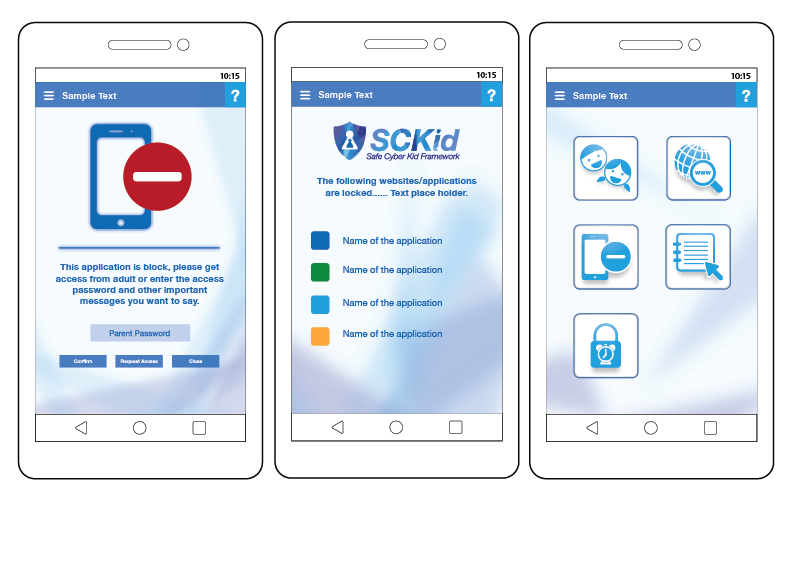 10:15
Sample Text
?
This application is block, please get
access from adult or enter the access
password and other important
messages you want to say.
Parent Password
Confirm
Request Access
Close
10:15
Sample Text
?
SCKid
Safe Cyber Kid Framework
The following websites/applications
are locked...... Text place holder.
Name of the application
Name of the application
Name of the application
Name of the application
10:15
Sample Text
?
www